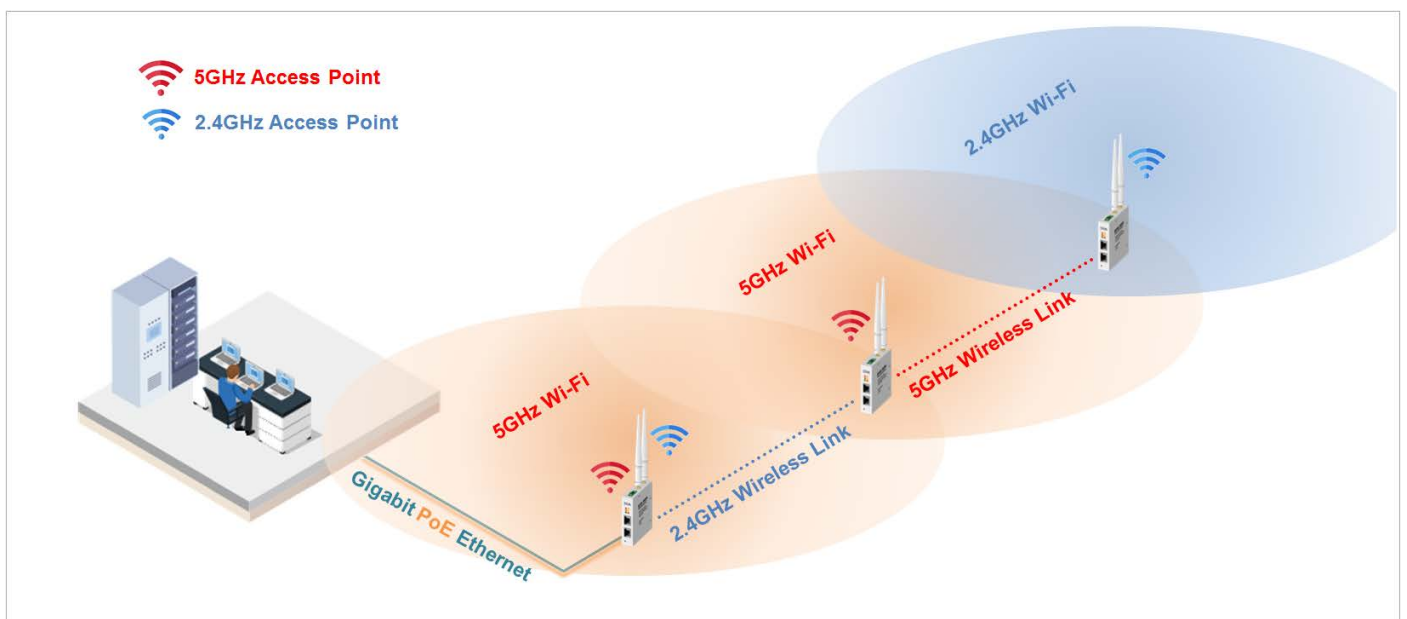 5GHz Access Point
2.4GHz Access Point
2.4GHz Wi-Fi
5GHz Wi-Fi
5GHz Wireless Link
5GHz Wi-Fi
2.4GHz Wireless Link
Gigabit PoE Ethernet